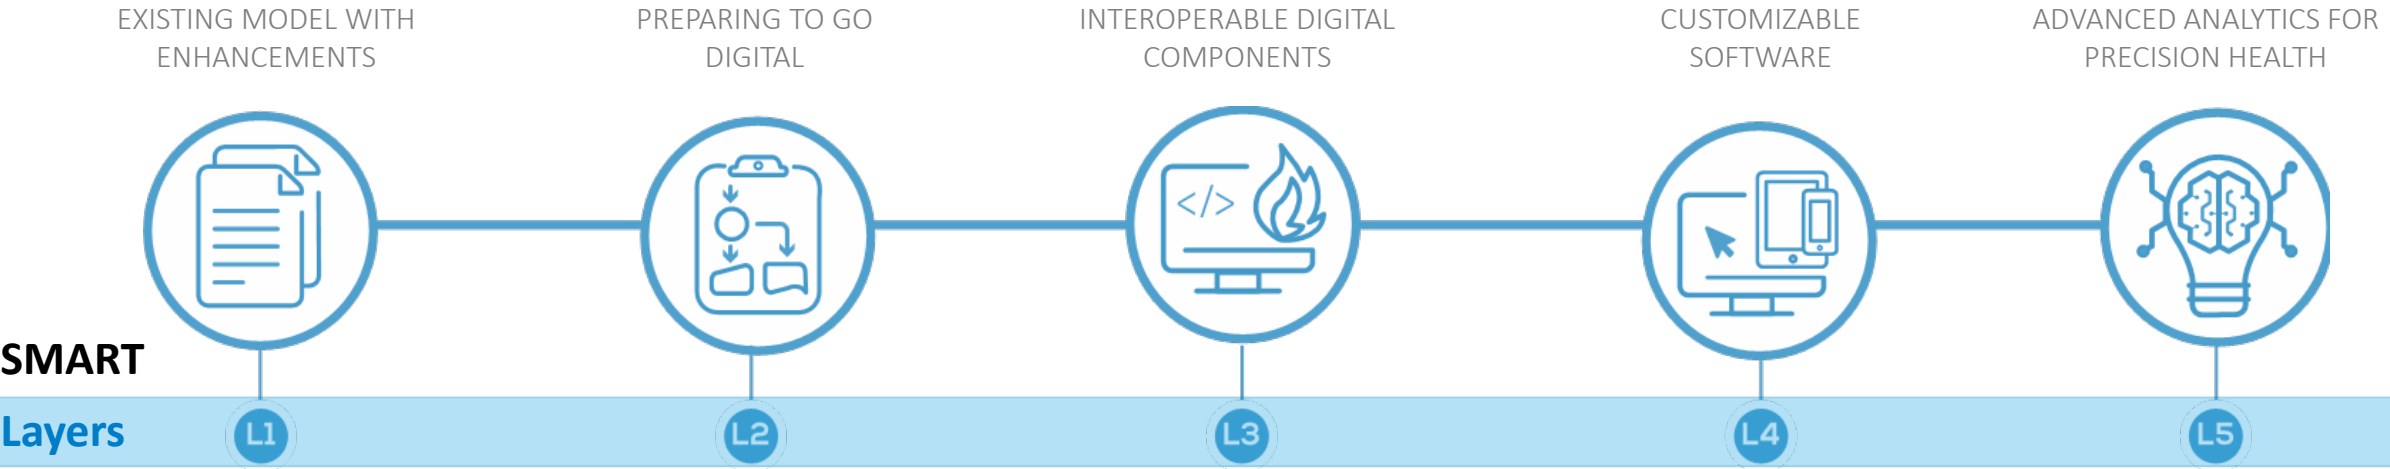 EXISTING MODEL WITH
ENHANCEMENTS
PREPARING TO GO
DIGITAL
INTEROPERABLE DIGITAL
COMPONENTS
CUSTOMIZABLE
SOFTWARE
ADVANCED ANALYTICS FOR
PRECISION HEALTH
</>
SMART
Layers
L1
L2
L3
L4
L5